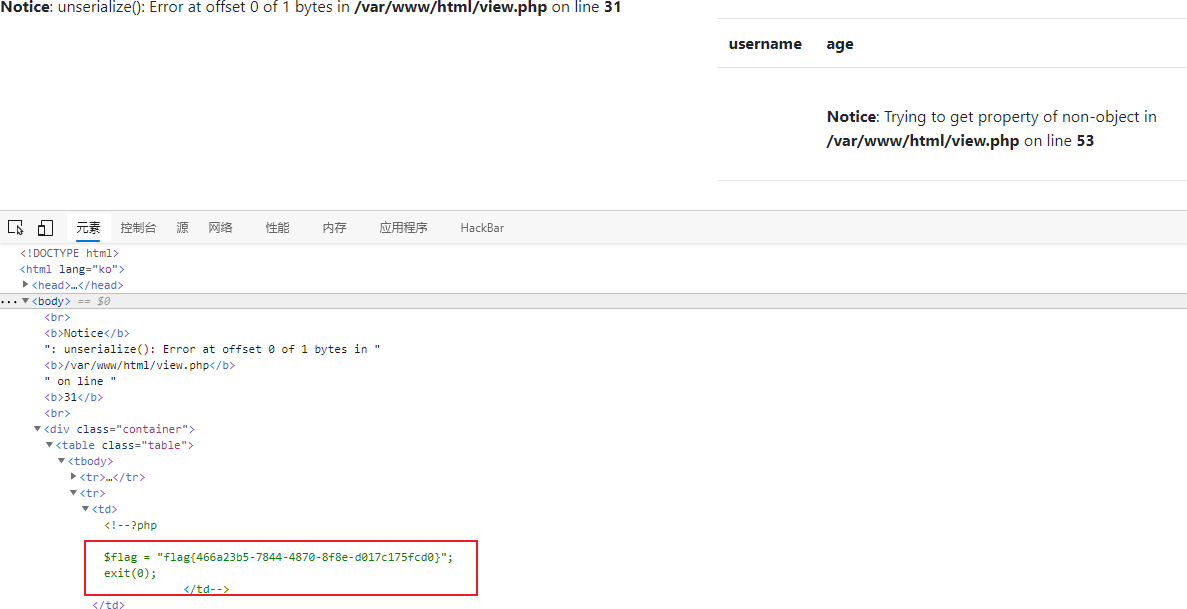 Notice: unserialize(): Error at offset 0 of 1 bytes in /var/www/html/view.php on line 31
username age
Notice: Trying to get property of non-object in
/var/www/html/view.php on line 53
元素 控制台 源 网络 性能 内存 应用程序 HackBar
<!DOCTYPE html>
<html lang="ko">
<head>…</head>
... <body> == $0
<br>
<b>Notice</b>
": unserialize(): Error at offset 0 of 1 bytes in "
<b>/var/www/html/view.php</b>
" on line "
<b>31</b>
<br>
<div class="container">
<table class="table">
<tbody>
<tr>…</tr>
<tr>
<td>
<!--?php
$flag = "flag{466a23b5-7844-4870-8f8e-d017c175fcd0}";
exit(0);
</td-->
</td>